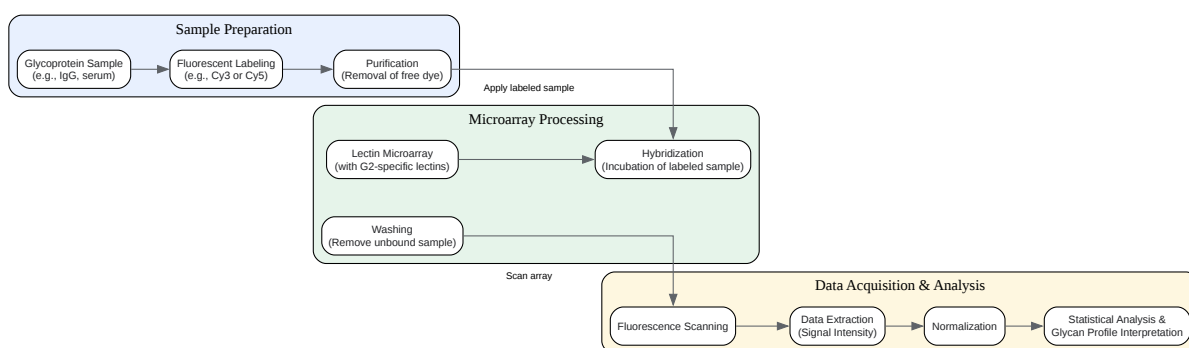 Sample Preparation
Glycoprotein Sample
(e.g., IgG, serum)
Fluorescent Labeling
(e.g., Cy3 or Cy5)
Purification
(Removal of free dye)
Apply labeled sample
Microarray Processing
Lectin Microarray
(with G2-specific lectins)
Hybridization
(Incubation of labeled sample)
Washing
(Remove unbound sample)
Scan array
Data Acquisition & Analysis
Fluorescence Scanning
Data Extraction
(Signal Intensity)
Normalization
Statistical Analysis &
Glycan Profile Interpretation